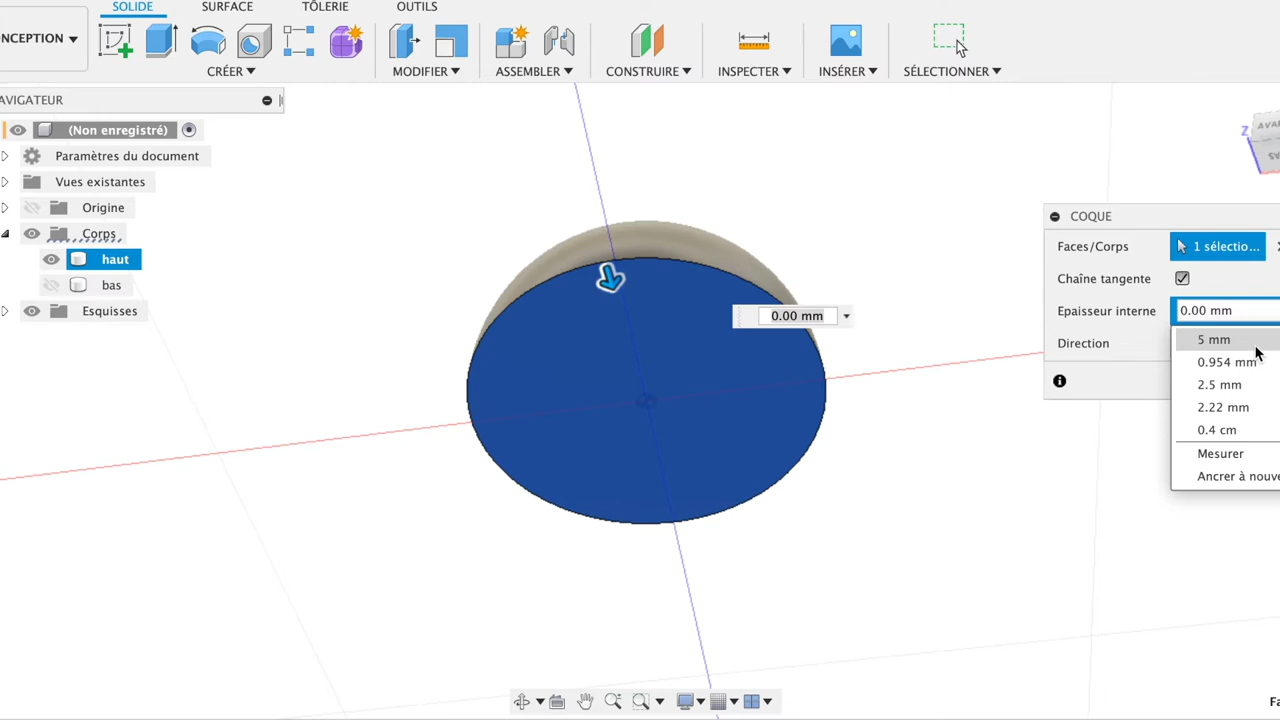 SOLIDE SURFACE TÔLERIE OUTILS
NCEPTION
CRÉER MODIFIER ASSEMBLER CONSTRUIRE INSPECTER INSÉRER SÉLECTIONNER
AVIGATEUR
(Non enregistré)
Paramètres du document
Vues existantes
Origine
Corps
haut
bas
Esquisses
0.00 mm
Z
AVA
COQUE
Faces/Corps 1 sélectio...
Chaîne tangente
Epaisseur interne 0.00 mm
Direction
5 mm
0.954 mm
2.5 mm
2.22 mm
0.4 cm
Mesurer
Ancrer à nouve
Fa